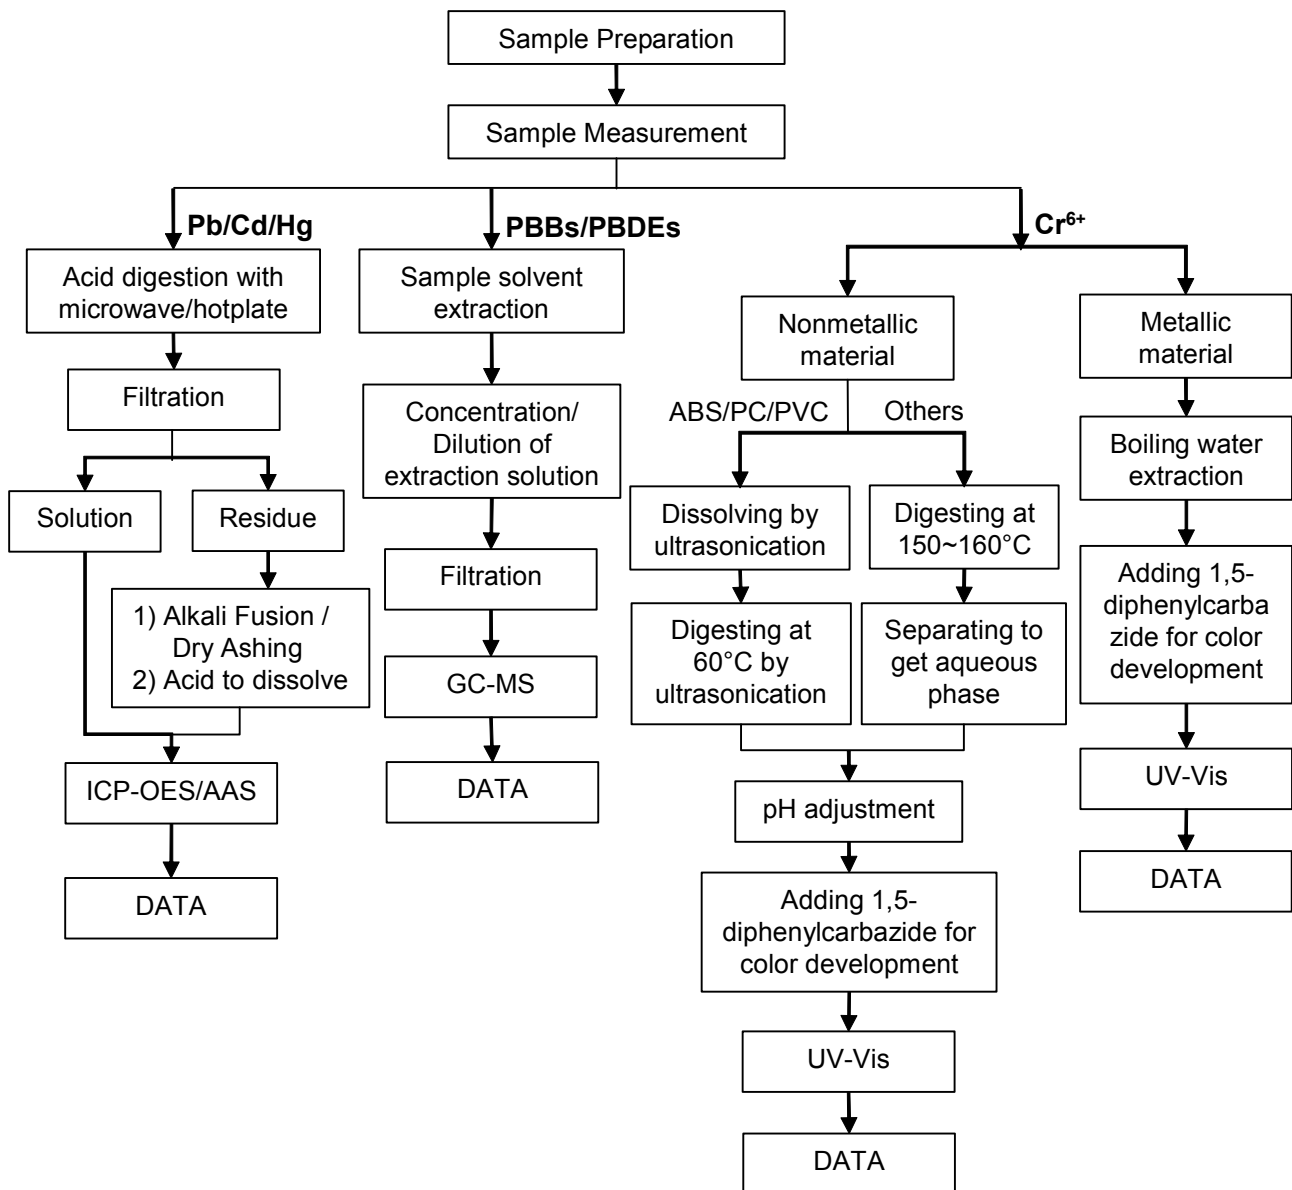 Sample Preparation
Sample Measurement
Pb/Cd/Hg
Acid digestion with
microwave/hotplate
Filtration
Solution
Residue
1) Alkali Fusion /
Dry Ashing
2) Acid to dissolve
ICP-OES/AAS
DATA
PBBs/PBDEs
Sample solvent
extraction
Concentration/
Dilution of
extraction solution
Filtration
GC-MS
DATA
Cr⁶⁺
Nonmetallic
material
ABS/PC/PVC
Others
Dissolving by
ultrasonication
Digesting at
60°C by
ultrasonication
Digesting at
150~160°C
Separating to
get aqueous
phase
pH adjustment
Adding 1,5-
diphenylcarbazide for
color development
UV-Vis
DATA
Metallic
material
Boiling water
extraction
Adding 1,5-
diphenylcarba
zide for color
development
UV-Vis
DATA